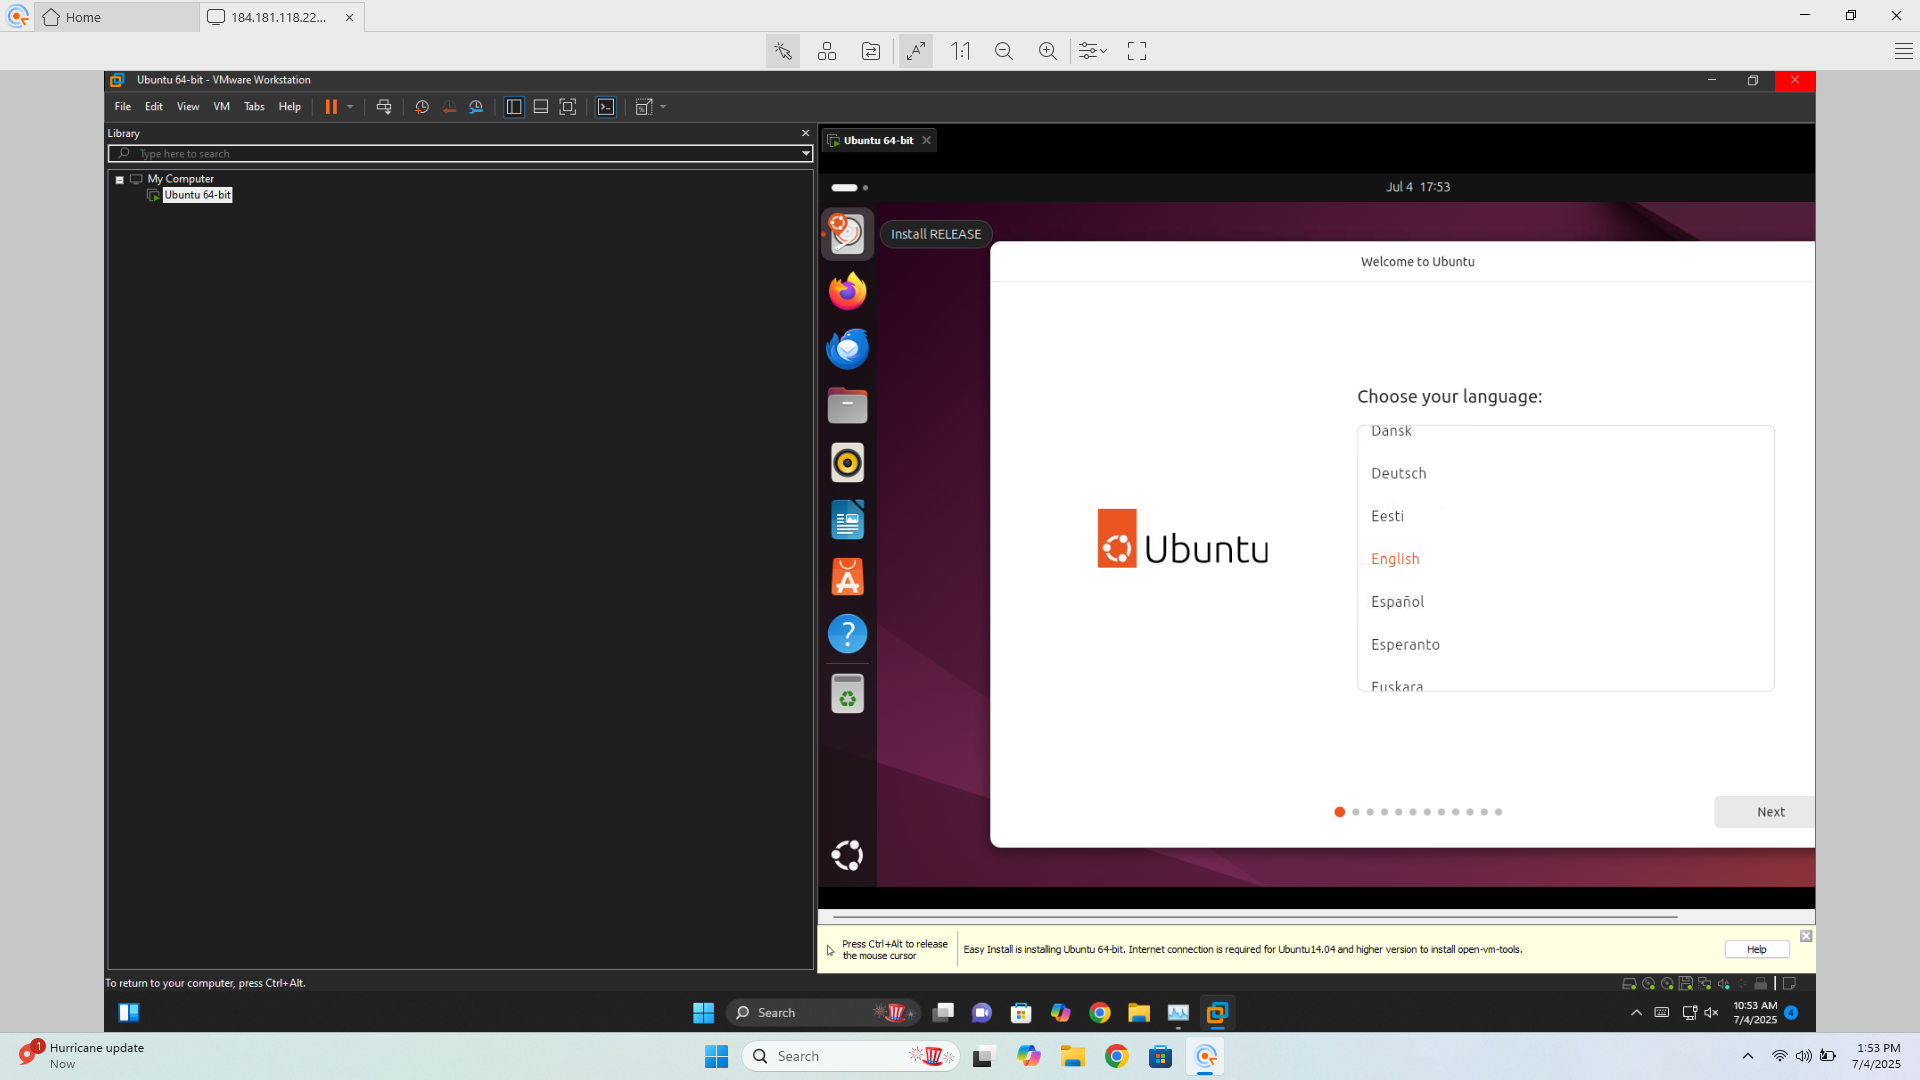 Home
184.181.118.22...
1:1
Ubuntu 64-bit - VMware Workstation
File Edit View VM Tabs Help
Library
Type here to search
My Computer
Ubuntu 64-bit
Ubuntu 64-bit
Jul 4 17:53
Install RELEASE
Welcome to Ubuntu
Choose your language:
Dansk
Deutsch
Eesti
English
Español
Esperanto
Euskara
Ubuntu
Next
Press Ctrl+Alt to release
the mouse cursor
Easy Install is installing Ubuntu 64-bit. Internet connection is required for Ubuntu14.04 and higher version to install open-vm-tools.
Help
To return to your computer, press Ctrl+Alt.
Search
10:53 AM
7/4/2025
4
1
Hurricane update
Now
Search
1:53 PM
7/4/2025